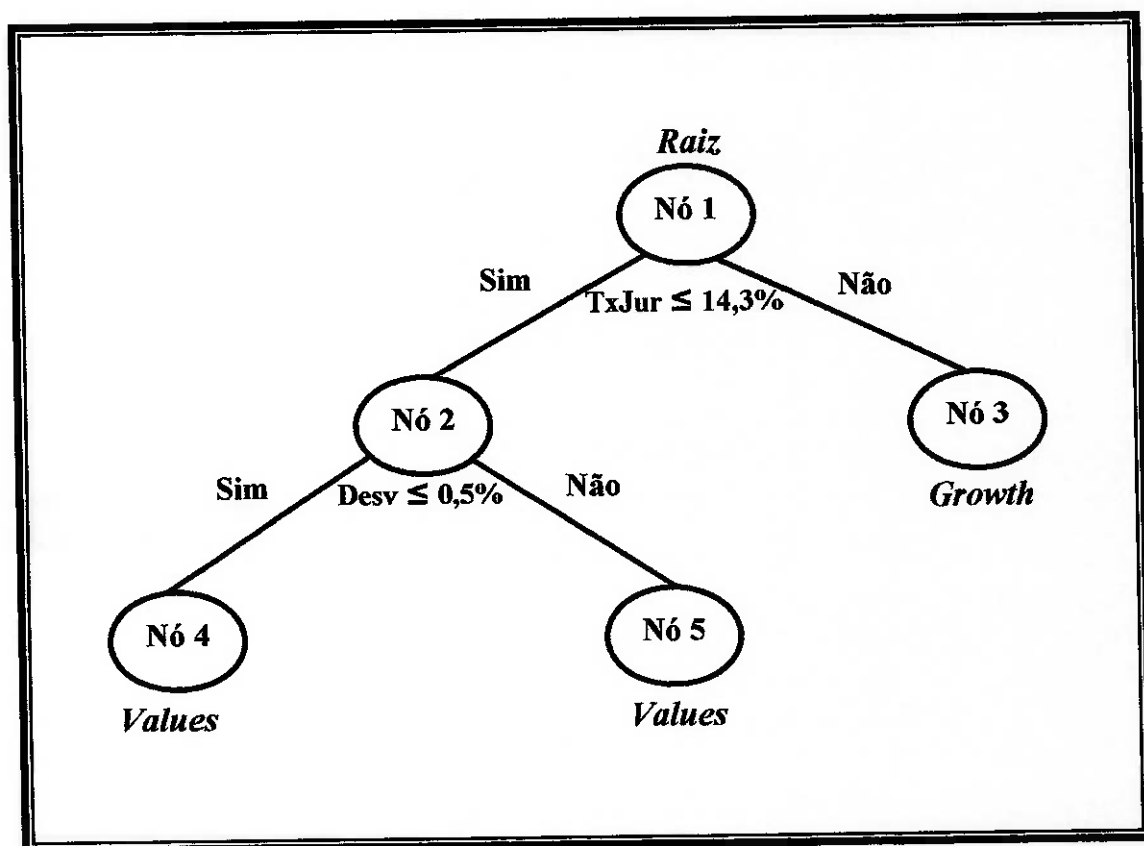 Raiz
Nó 1
Sim
TxJur ≤ 14,3%
Não
Nó 2
Nó 3
Sim
Desv ≤ 0,5%
Não
Growth
Nó 4
Nó 5
Values
Values